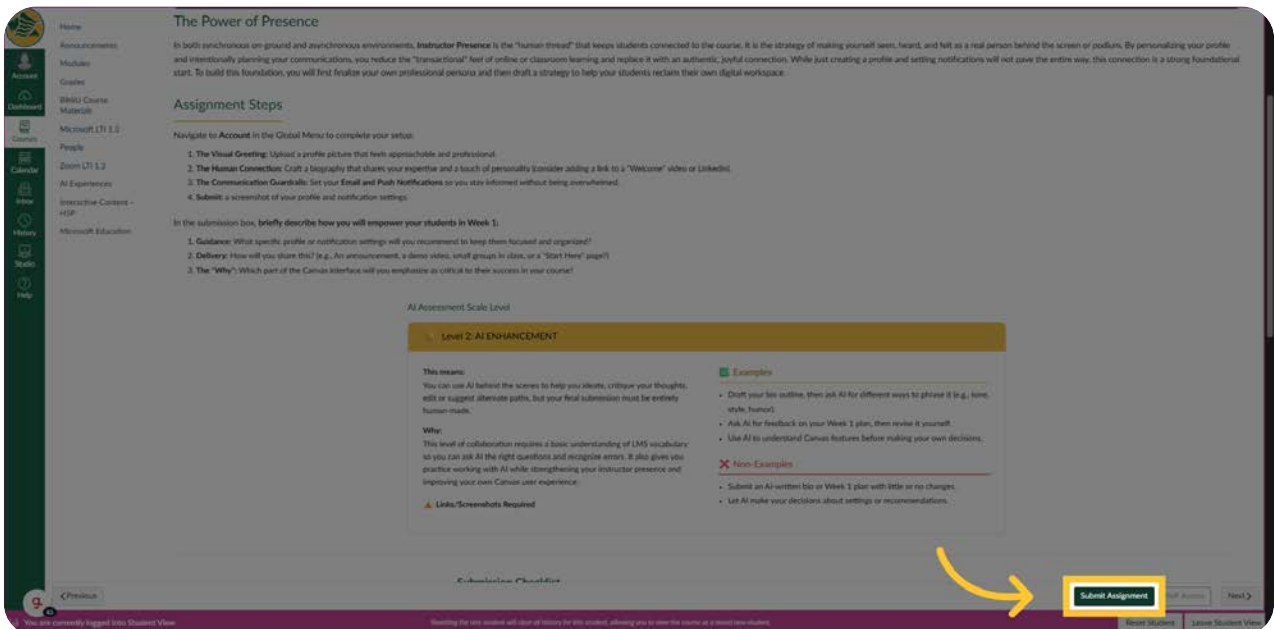 The Power of Presence
In both synchronous on-ground and asynchronous environments, Instructor Presence is the "human thread" that keeps students connected to the course. It is the strategy of making yourself seen, heard, and felt as a real person behind the screen or podium. By personalizing your profile
and intentionally planning your communications, you reduce the "transactional" feel of online or classroom learning and replace it with an authentic, joyful connection. While just creating a profile and setting notifications will not pave the entire way, this connection is a strong foundational
start. To build this foundation, you will first finalize your own professional persona and then draft a strategy to help your students reclaim their own digital workspace.
Account
Dashboard
Courses
Calendar
Inbox
History
Studio
Help
Home
Announcements
Modules
Grades
Course
Materials
Microsoft LTI 1.3
People
Zoom LTI 1.3
AI Experiences
Interactive Content -
H5P
Microsoft Education
Assignment Steps
Navigate to Account in the Global Menu to complete your setup:
1. The Visual Greeting: Upload a profile picture that feels approachable and professional.
2. The Human Connection: Craft a biography that shares your expertise and a touch of personality (consider adding a link to a "Welcome" video or LinkedIn).
3. The Communication Guardrails: Set your Email and Push Notifications so you stay informed without being overwhelmed.
4. Submit: a screenshot of your profile and notification settings.
In the submission box, briefly describe how you will empower your students in Week 1:
1. Guidance: What specific profile or notification settings will you recommend to keep them focused and organized?
2. Delivery: How will you share this? (e.g., An announcement, a demo video, small groups in class, or a "Start Here" page?)
3. The "Why": Which part of the Canvas interface will you emphasize as critical to their success in your course?
AI Assessment Scale Level
Level 2: AI ENHANCEMENT
This means:
You can use AI behind the scenes to help you ideate, critique your thoughts,
edit or suggest alternate paths, but your final submission must be entirely
human-made.
Why:
This level of collaboration requires a basic understanding of LMS vocabulary
so you can ask AI the right questions and recognize errors. It also gives you
practice working with AI while strengthening your instructor presence and
improving your own Canvas user experience.
Links/Screenshots Required
Examples
• Draft your bio outline, then ask AI for different ways to phrase it (e.g., tone,
style, humor).
• Ask AI for feedback on your Week 1 plan, then revise it yourself.
• Use AI to understand Canvas features before making your own decisions.
Non-Examples
• Submit an AI-written bio or Week 1 plan with little or no changes.
• Let AI make your decisions about settings or recommendations.
Submission Checklist
Previous
Submit Assignment
Next
You are currently logged into Student View
Resetting the test student will clear all history for this student, allowing you to view the course as a brand new student.
Reset Student
Leave Student View